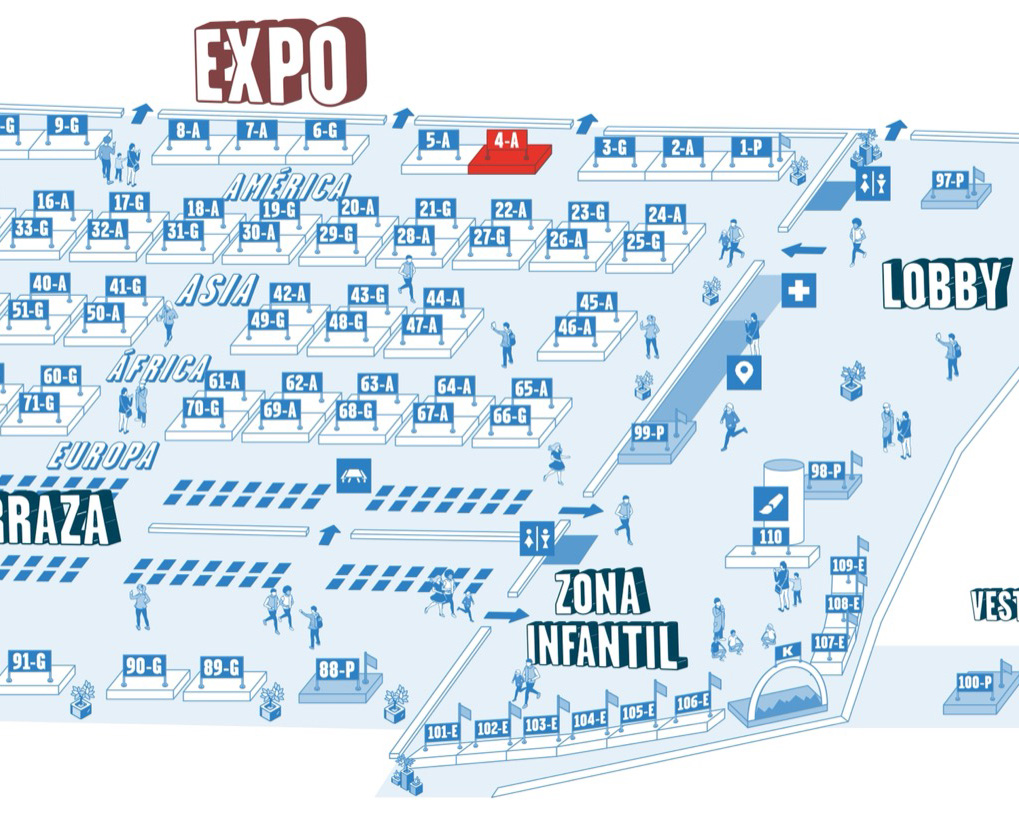 EXPO
-G
9-G
8-A
7-A
6-G
5-A
4-A
3-G
2-A
1-P
97-P
AMÉRICA
16-A
17-G
18-A
19-G
20-A
21-G
22-A
23-G
24-A
33-G
32-A
31-G
30-A
29-G
28-A
27-G
26-A
25-G
LOBBY
ASIA
40-A
41-G
42-A
43-G
44-A
45-A
51-G
50-A
49-G
48-G
47-A
46-A
ÁFRICA
60-G
61-A
62-A
63-A
64-A
65-A
71-G
70-G
69-A
68-G
67-A
66-G
99-P
EUROPA
98-P
RRAZA
110
109-E
108-E
107-E
ZONA
INFANTIL
VEST
K
91-G
90-G
89-G
88-P
100-P
101-E
102-E
103-E
104-E
105-E
106-E